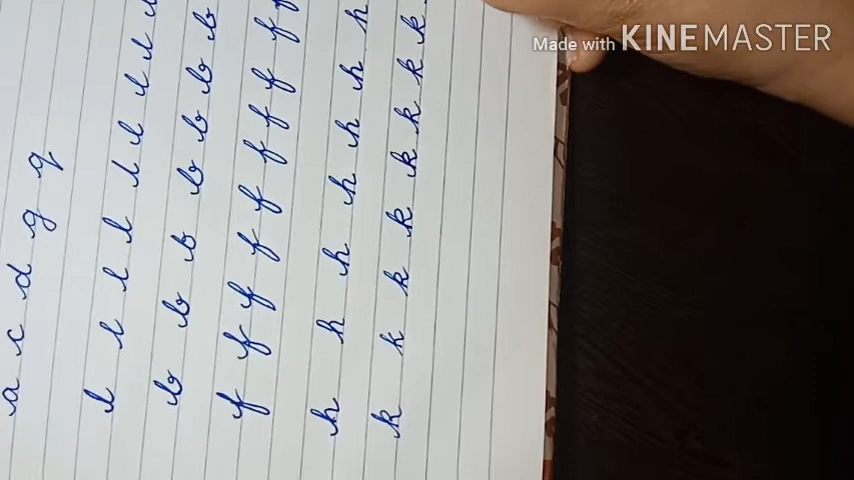 Made with KINEMASTER
a c d g q
l l l l l l l l l
b b b b b b b b
f f f f f f f f f f
h h h h h h h
k k k k k k k k